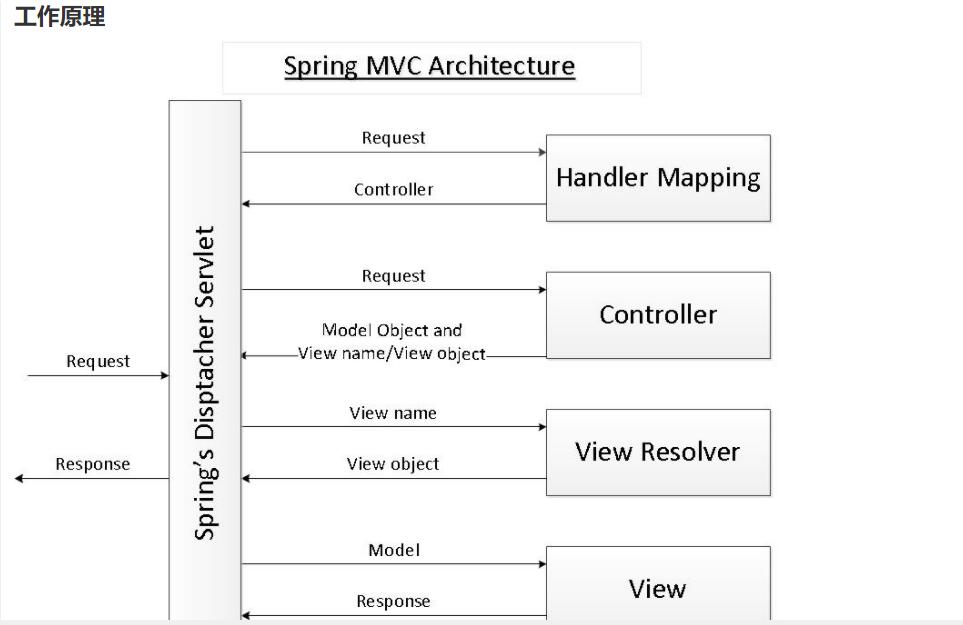 工作原理
Spring MVC Architecture
Request
Handler Mapping
Controller
Request
Controller
Model Object and
View name/View object
Request
Spring's Disptacher Servlet
View name
View Resolver
Response
View object
Model
View
Response